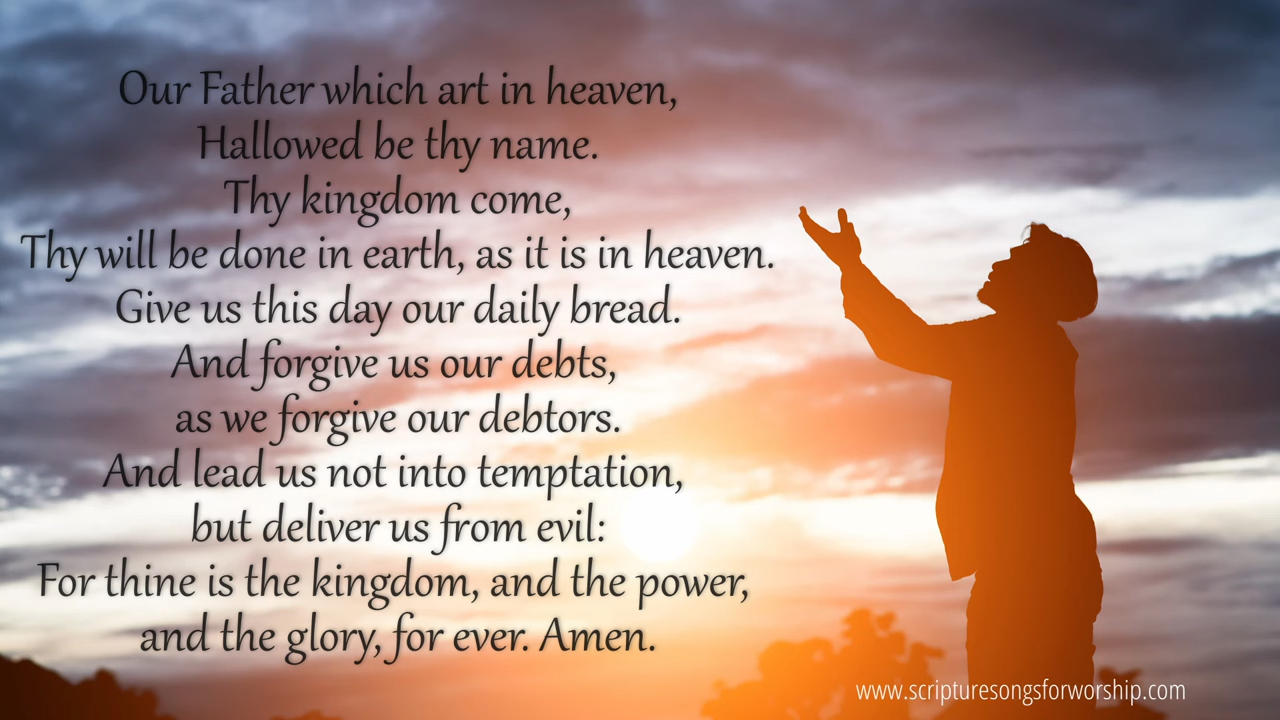 Our Father which art in heaven,
Hallowed be thy name.
Thy kingdom come,
Thy will be done in earth, as it is in heaven.
Give us this day our daily bread.
And forgive us our debts,
as we forgive our debtors.
And lead us not into temptation,
but deliver us from evil:
For thine is the kingdom, and the power,
and the glory, for ever. Amen.
www.scripturesongsforworship.com